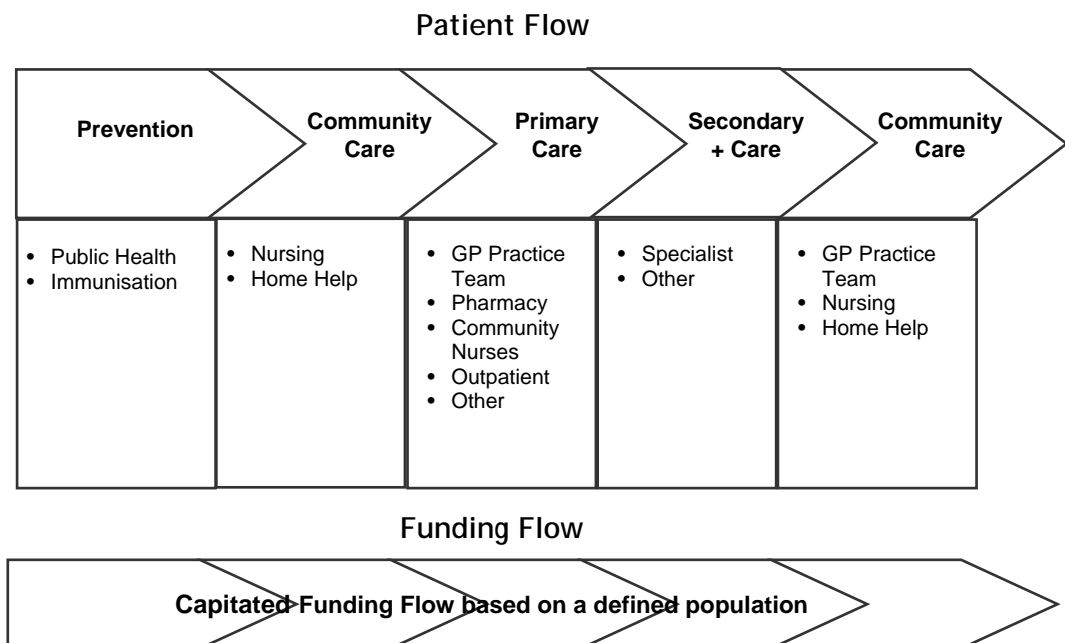 Patient Flow
Prevention
Community
Care
Primary
Care
Secondary
+ Care
Community
Care
• Public Health
• Immunisation
• Nursing
• Home Help
• GP Practice
Team
• Pharmacy
• Community
Nurses
• Outpatient
• Other
• Specialist
• Other
• GP Practice
Team
• Nursing
• Home Help
Funding Flow
Capitated Funding Flow based on a defined population